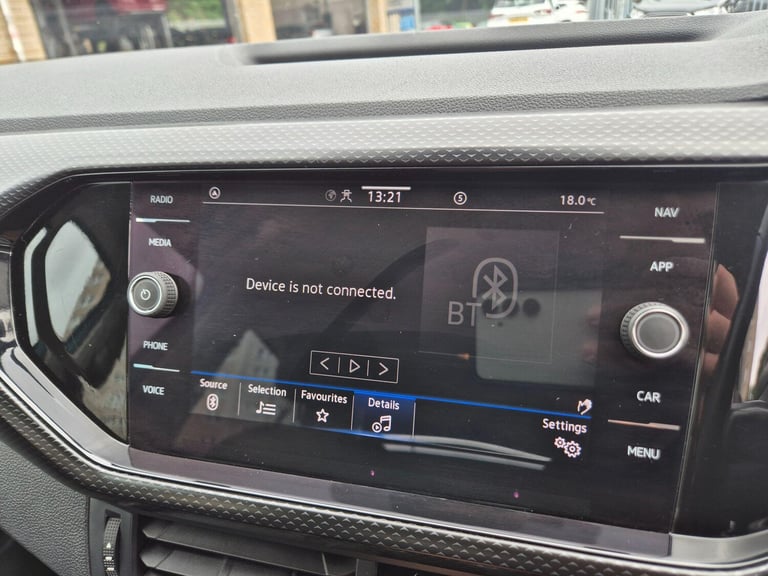 RADIO
MEDIA
PHONE
VOICE
13:21
S
18.0°C
Device is not connected.
BT
Source
Selection
Favourites
Details
Settings
NAV
APP
CAR
MENU